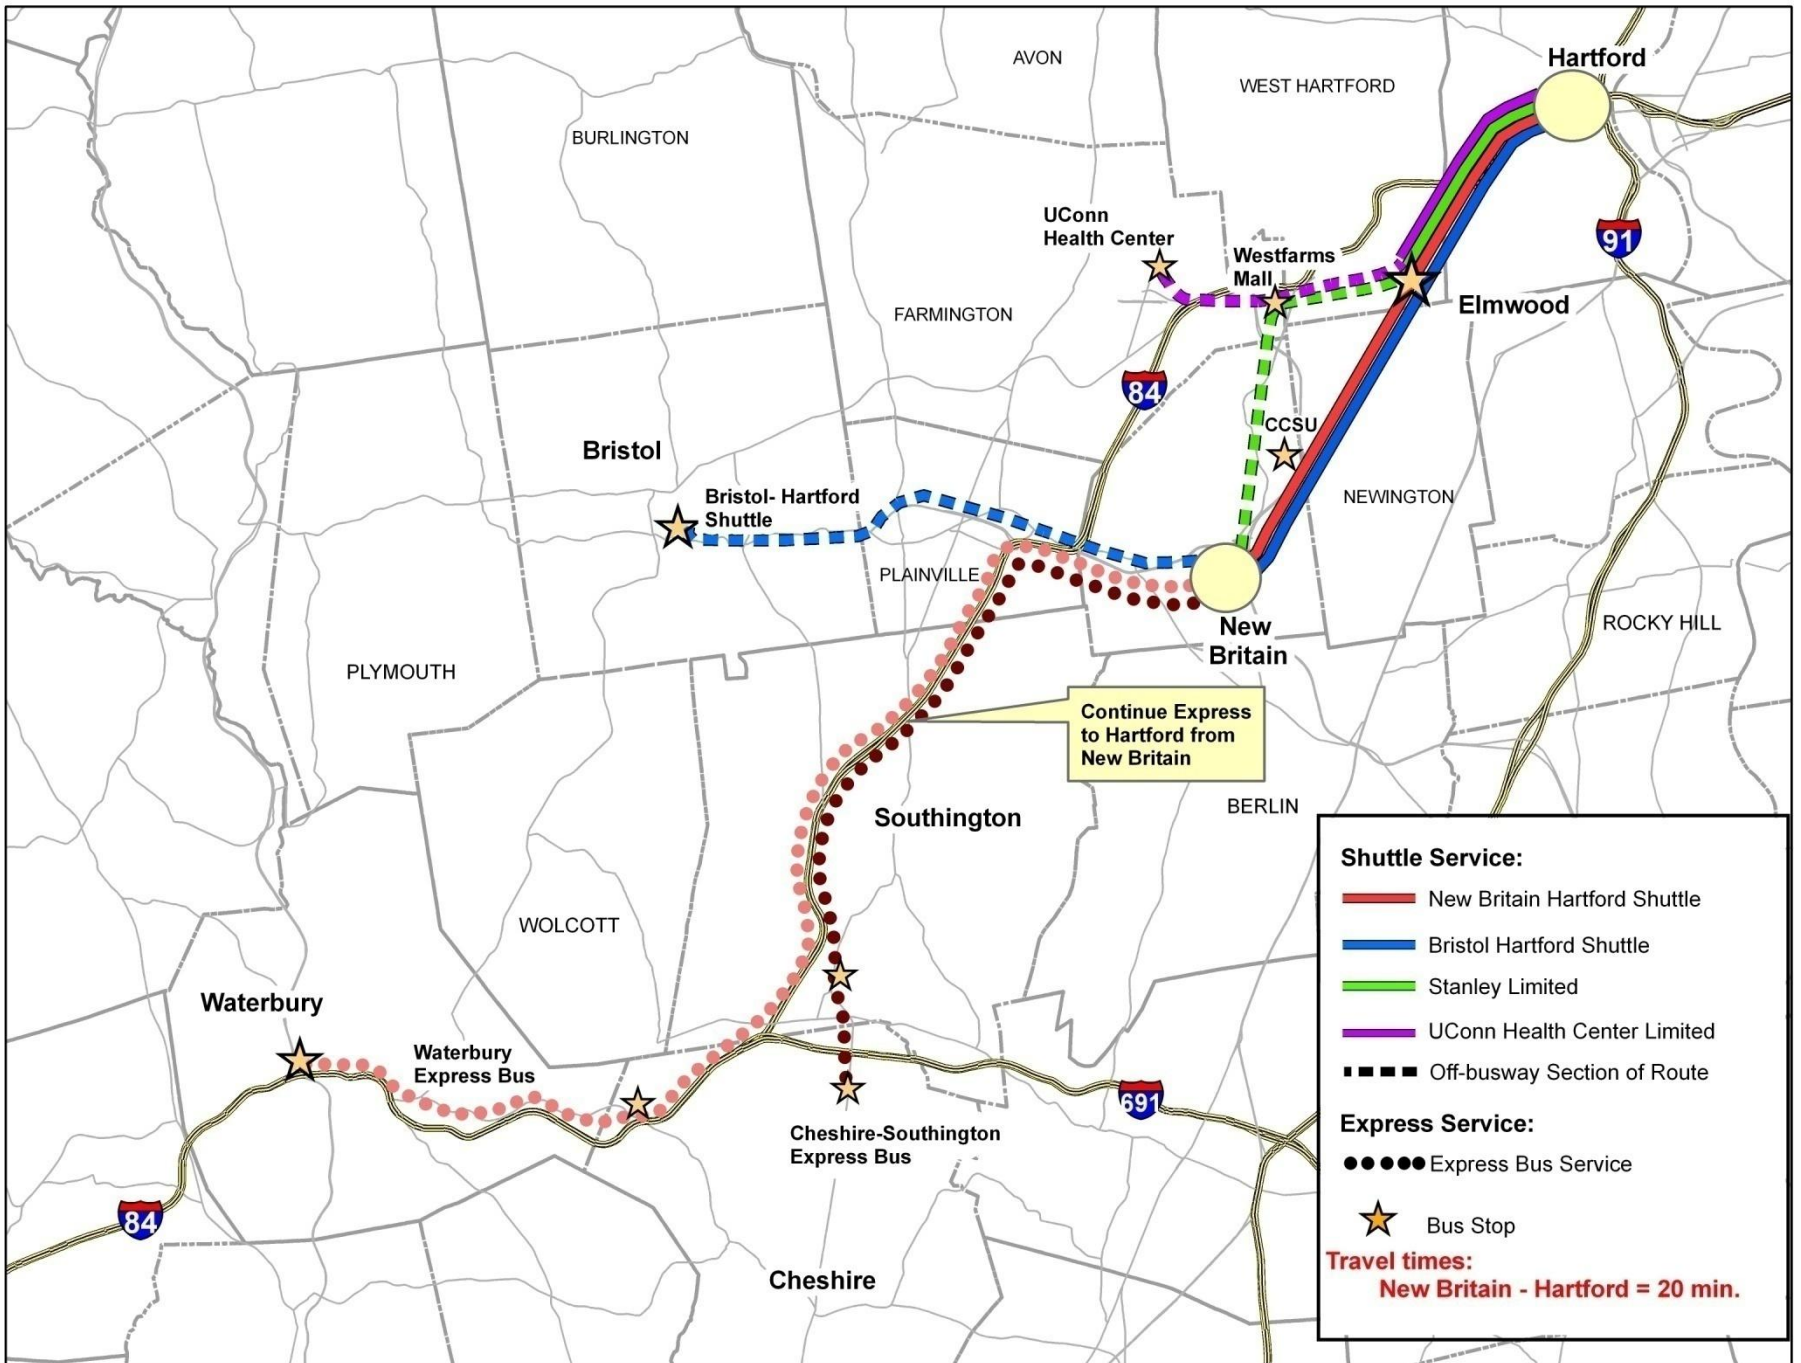 Hartford
AVON
WEST HARTFORD
BURLINGTON
UConn
Health Center
91
Westfarms
Mall
Elmwood
FARMINGTON
84
CCSU
Bristol
Bristol- Hartford
Shuttle
NEWINGTON
PLAINVILLE
New
Britain
ROCKY HILL
PLYMOUTH
Continue Express
to Hartford from
New Britain
Southington
BERLIN
WOLCOTT
Waterbury
Waterbury
Express Bus
691
Cheshire-Southington
Express Bus
84
Cheshire
Shuttle Service:
New Britain Hartford Shuttle
Bristol Hartford Shuttle
Stanley Limited
UConn Health Center Limited
Off-busway Section of Route
Express Service:
Express Bus Service
Bus Stop
Travel times:
New Britain - Hartford = 20 min.